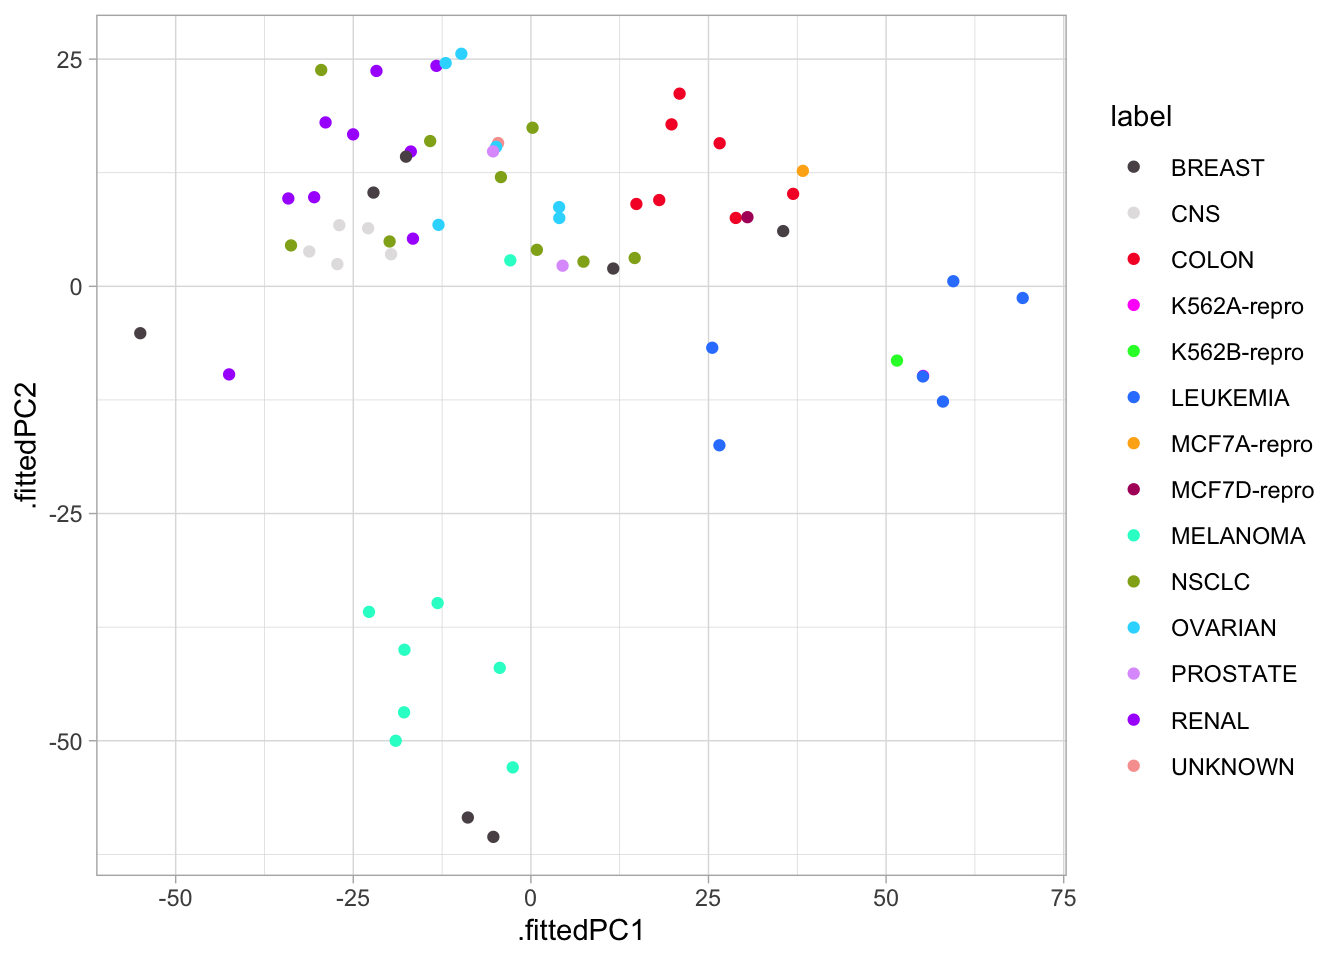 25
0
-25
-50
.fittedPC2
-50
-25
0
25
50
75
.fittedPC1
label
BREAST
CNS
COLON
K562A-repro
K562B-repro
LEUKEMIA
MCF7A-repro
MCF7D-repro
MELANOMA
NSCLC
OVARIAN
PROSTATE
RENAL
UNKNOWN